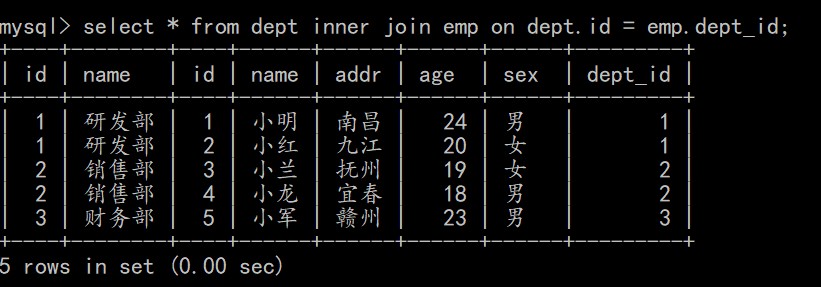 mysql> select * from dept inner join emp on dept.id = emp.dept_id;
+----+--------+----+------+------+-----+-----+---------+
| id | name | id | name | addr | age | sex | dept_id |
+----+--------+----+------+------+-----+-----+---------+
| 1 | 研发部 | 1 | 小明 | 南昌 | 24 | 男 | 1 |
| 1 | 研发部 | 2 | 小红 | 九江 | 20 | 女 | 1 |
| 2 | 销售部 | 3 | 小兰 | 抚州 | 19 | 女 | 2 |
| 2 | 销售部 | 4 | 小龙 | 宜春 | 18 | 男 | 2 |
| 3 | 财务部 | 5 | 小军 | 赣州 | 23 | 男 | 3 |
+----+--------+----+------+------+-----+-----+---------+
5 rows in set (0.00 sec)